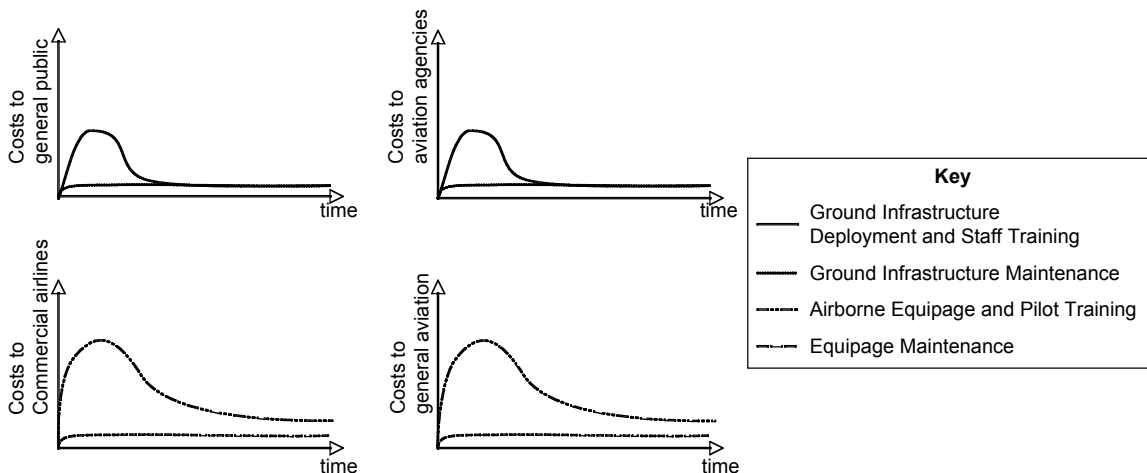 Costs to
general public
time
Costs to
aviation agencies
time
Costs to
Commercial airlines
time
Costs to
general aviation
time
Key
Ground Infrastructure
Deployment and Staff Training
Ground Infrastructure Maintenance
Airborne Equipage and Pilot Training
Equipage Maintenance